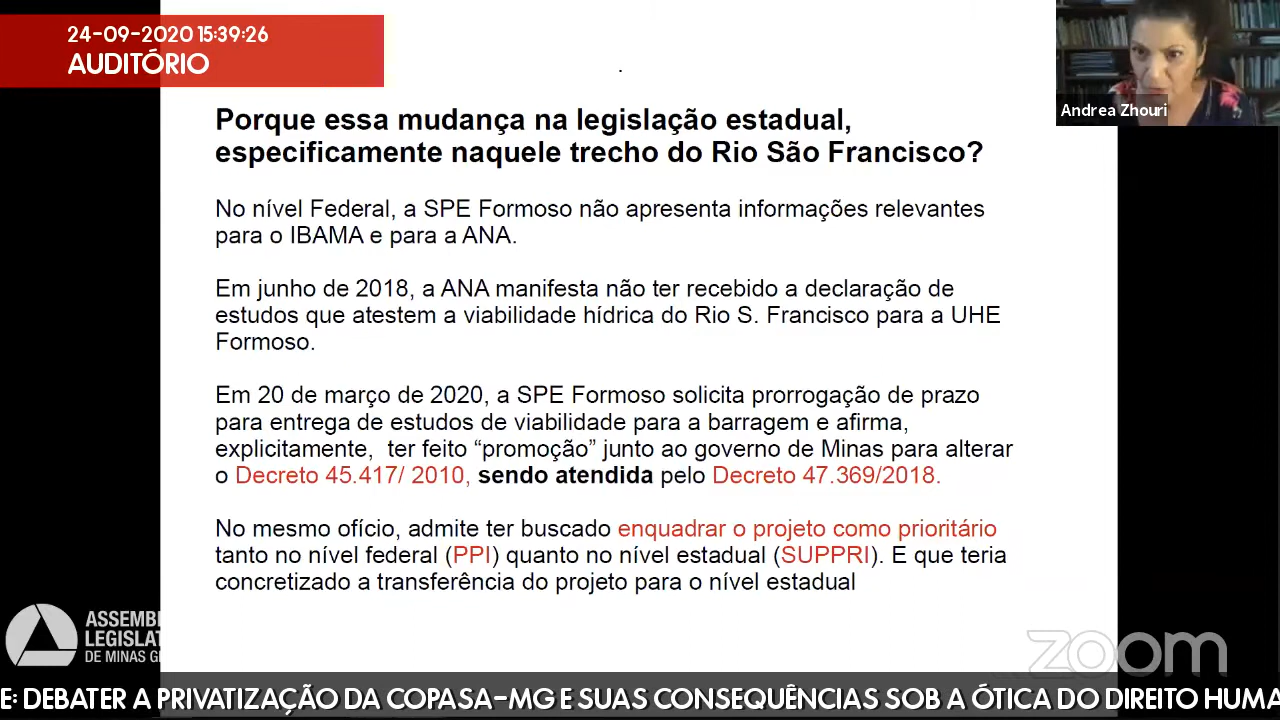 24-09-2020 15:39:26
AUDITÓRIO
Andrea Zhouri
.
Porque essa mudança na legislação estadual,
especificamente naquele trecho do Rio São Francisco?
No nível Federal, a SPE Formoso não apresenta informações relevantes
para o IBAMA e para a ANA.
Em junho de 2018, a ANA manifesta não ter recebido a declaração de
estudos que atestem a viabilidade hídrica do Rio S. Francisco para a UHE
Formoso.
Em 20 de março de 2020, a SPE Formoso solicita prorrogação de prazo
para entrega de estudos de viabilidade para a barragem e afirma,
explicitamente,  ter feito “promoção” junto ao governo de Minas para alterar
o Decreto 45.417/ 2010, sendo atendida pelo Decreto 47.369/2018.
No mesmo ofício, admite ter buscado enquadrar o projeto como prioritário
tanto no nível federal (PPI) quanto no nível estadual (SUPPRI). E que teria
concretizado a transferência do projeto para o nível estadual
ASSEMBL
LEGISLAT
DE MINAS GE
zoom
E: DEBATER A PRIVATIZAÇÃO DA COPASA-MG E SUAS CONSEQUÊNCIAS SOB A ÓTICA DO DIREITO HUMA